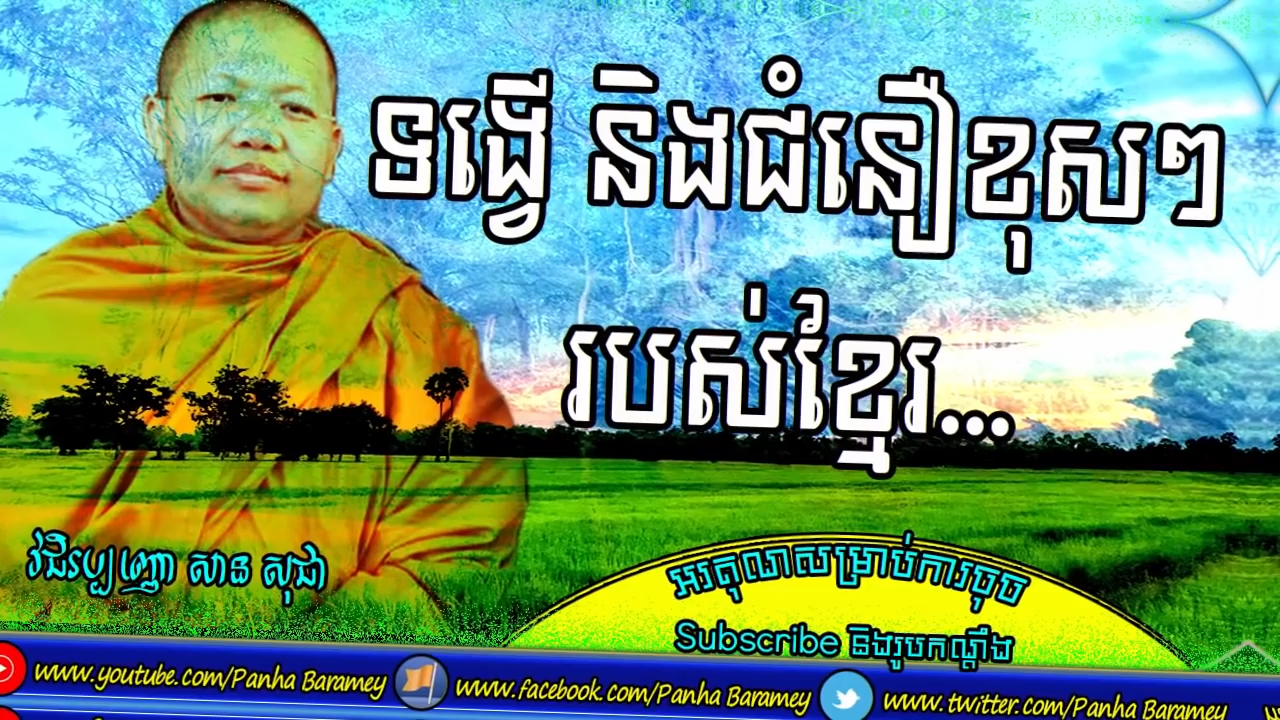 ទង្វើ និងជំនឿខុសៗ
របស់ខ្មែរ...
វជិរប្បញ្ញោ សាន សុជា
អរគុណសម្រាប់ការចុច
Subscribe និងរូបកណ្ដឹង
www.youtube.com/Panha Baramey www.facebook.com/Panha Baramey www.twitter.com/Panha Baramey